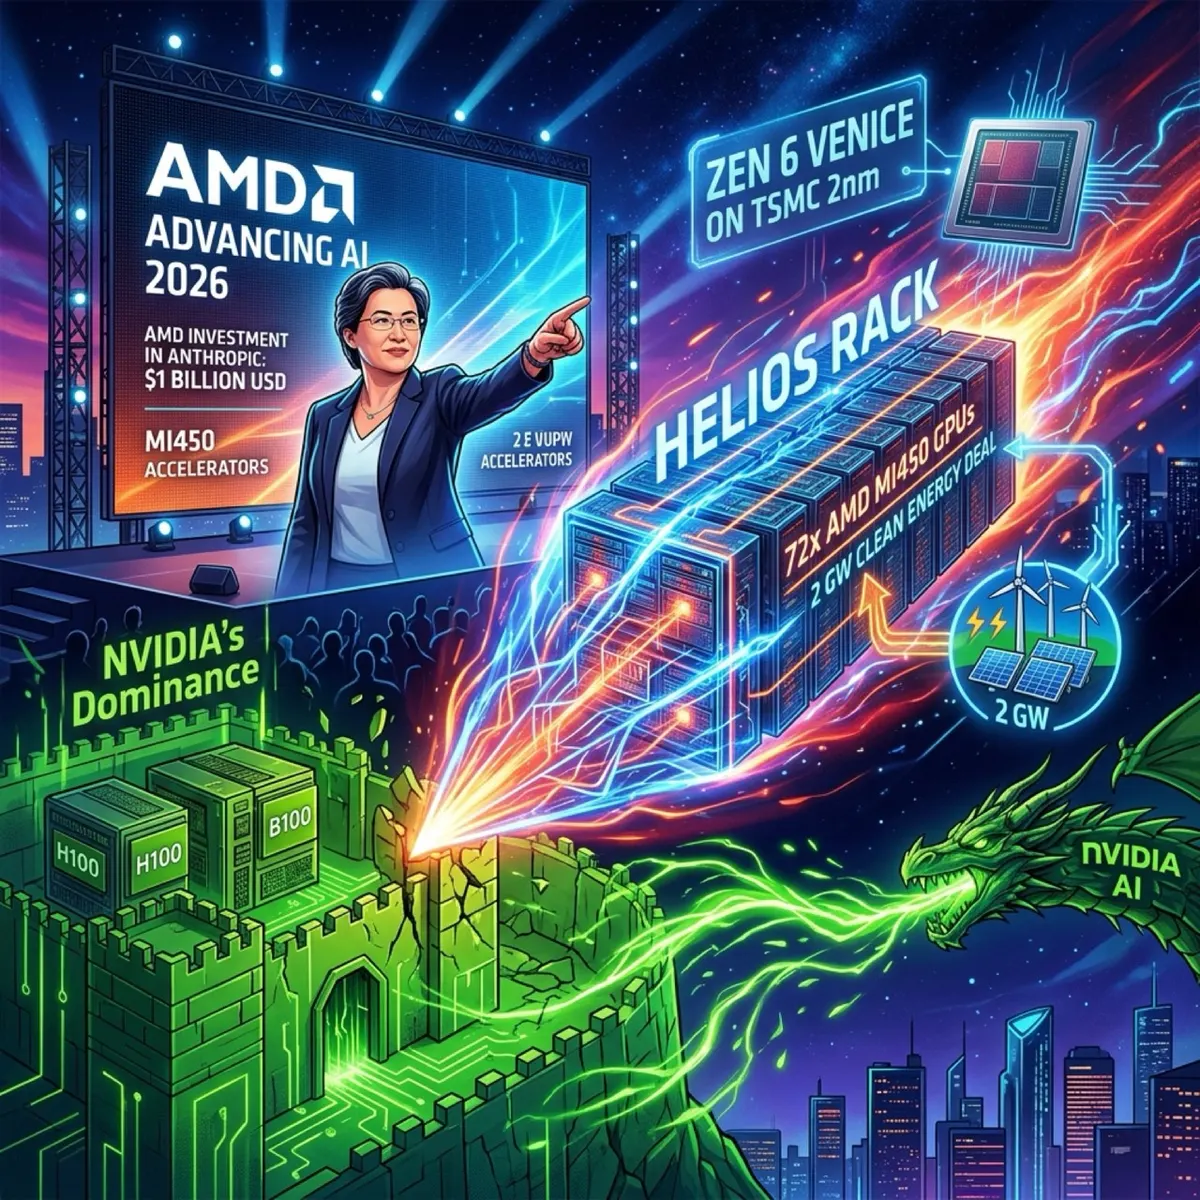 AMD
ADVANCING AI
2026
AMD INVESTMENT
IN ANTHROPIC:
$1 BILLION USD
MI450
ACCELERATORS
2 E VUPW
ACCELERATORS
ZEN 6 VENICE
ON TSMC 2nm
HELIOS RACK
72x AMD MI450 GPUs
2 GW CLEAN ENERGY DEAL
2 GW
NVIDIA's
Dominance
H100
H100
B100
NVIDIA
AI